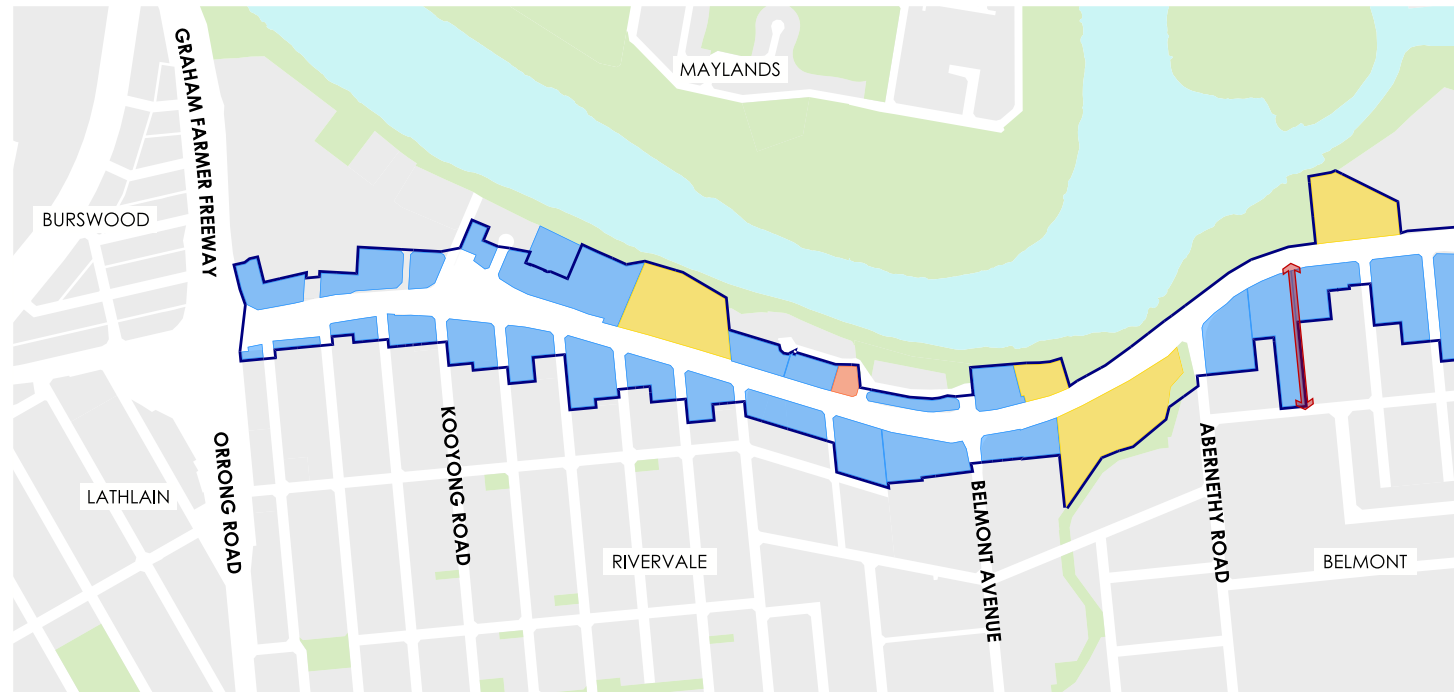 GRAHAM FARMER FREEWAY
MAYLANDS
BURSWOOD
KOOYONG ROAD
ORRONG ROAD
LATHLAIN
RIVERVALE
BELMONT AVENUE
ABERNETHY ROAD
BELMONT